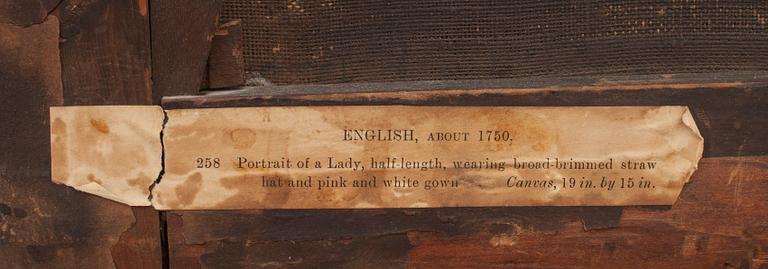 ENGLISH, ABOUT 1750.
258 Portrait of a Lady, half-length, wearing broad-brimmed straw
hat and pink and white gown Canvas, 19 in. by 15 in.